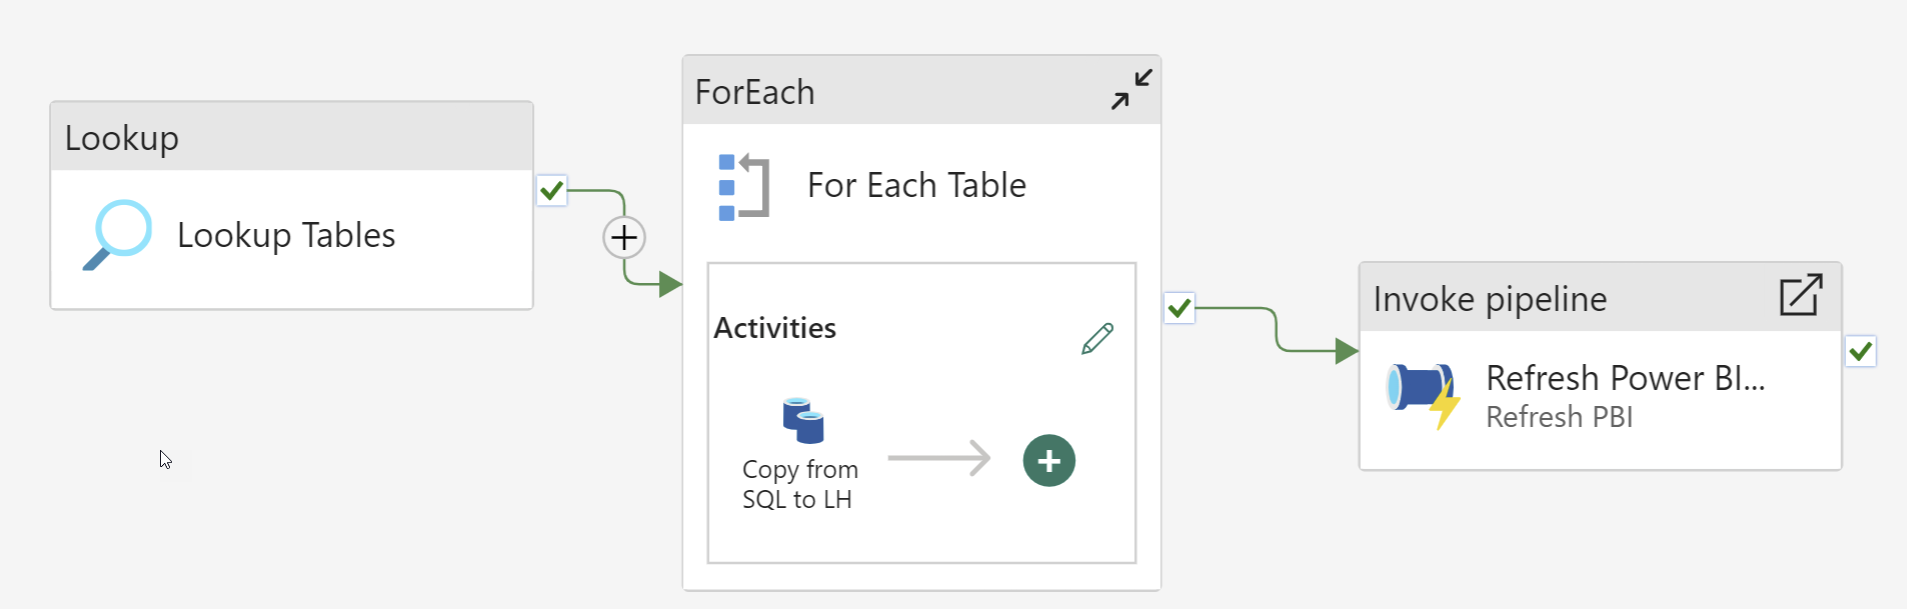 Lookup
Lookup Tables
ForEach
For Each Table
Activities
Copy from
SQL to LH
Invoke pipeline
Refresh Power BI...
Refresh PBI